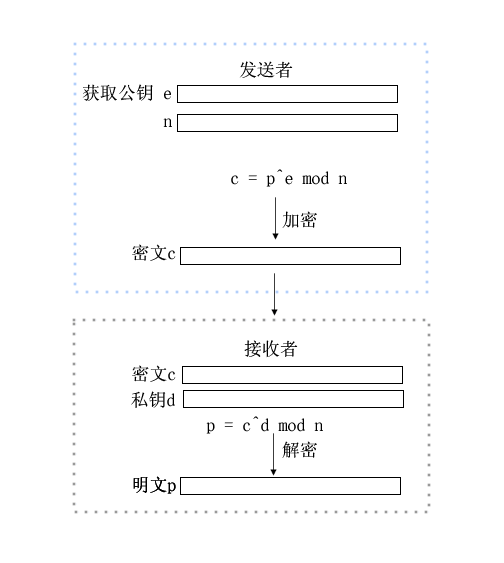 发送者
获取公钥 e
n
c = p^e mod n
加密
密文c
接收者
密文c
私钥d
p = c^d mod n
解密
明文p